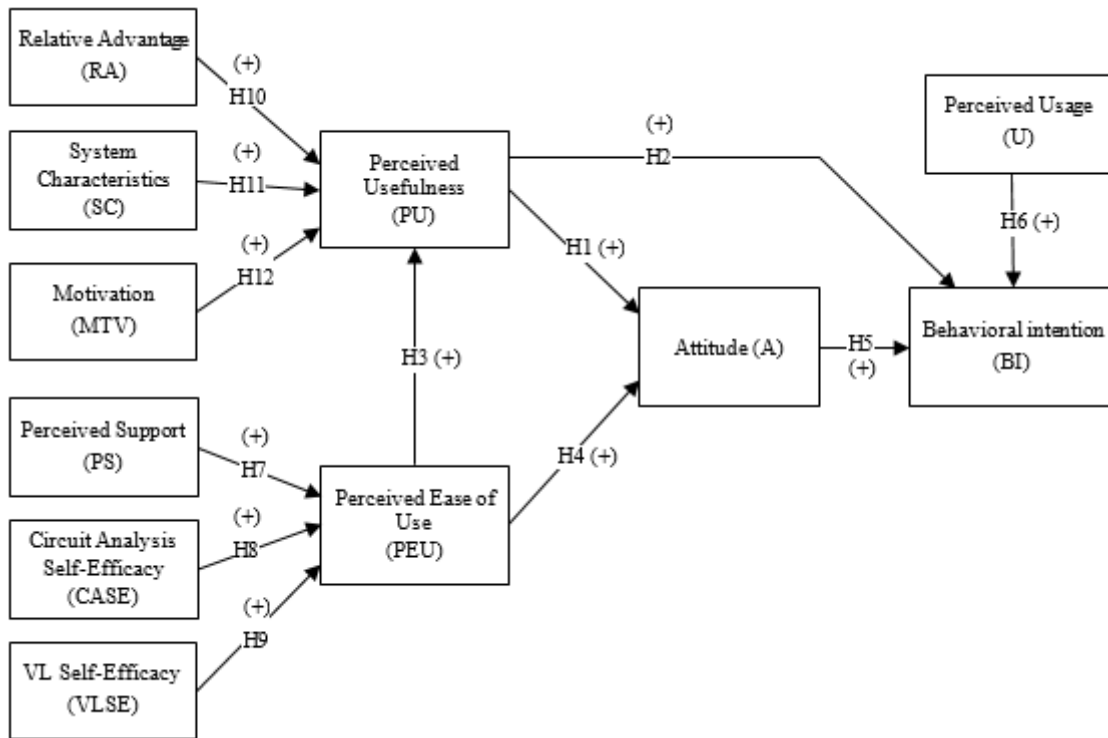 Relative Advantage
(RA)
(+)
H10
System
Characteristics
(SC)
(+)
H11
Motivation
(MTV)
(+)
H12
Perceived
Usefulness
(PU)
(+)
H2
Perceived Usage
(U)
H6 (+)
H1 (+)
H3 (+)
Attitude (A)
H5
(+)
Behavioral intention
(BI)
H4 (+)
Perceived Support
(PS)
(+)
H7
Circuit Analysis
Self-Efficacy
(CASE)
(+)
H8
VL Self-Efficacy
(VLSE)
(+)
H9
Perceived Ease of
Use
(PEU)